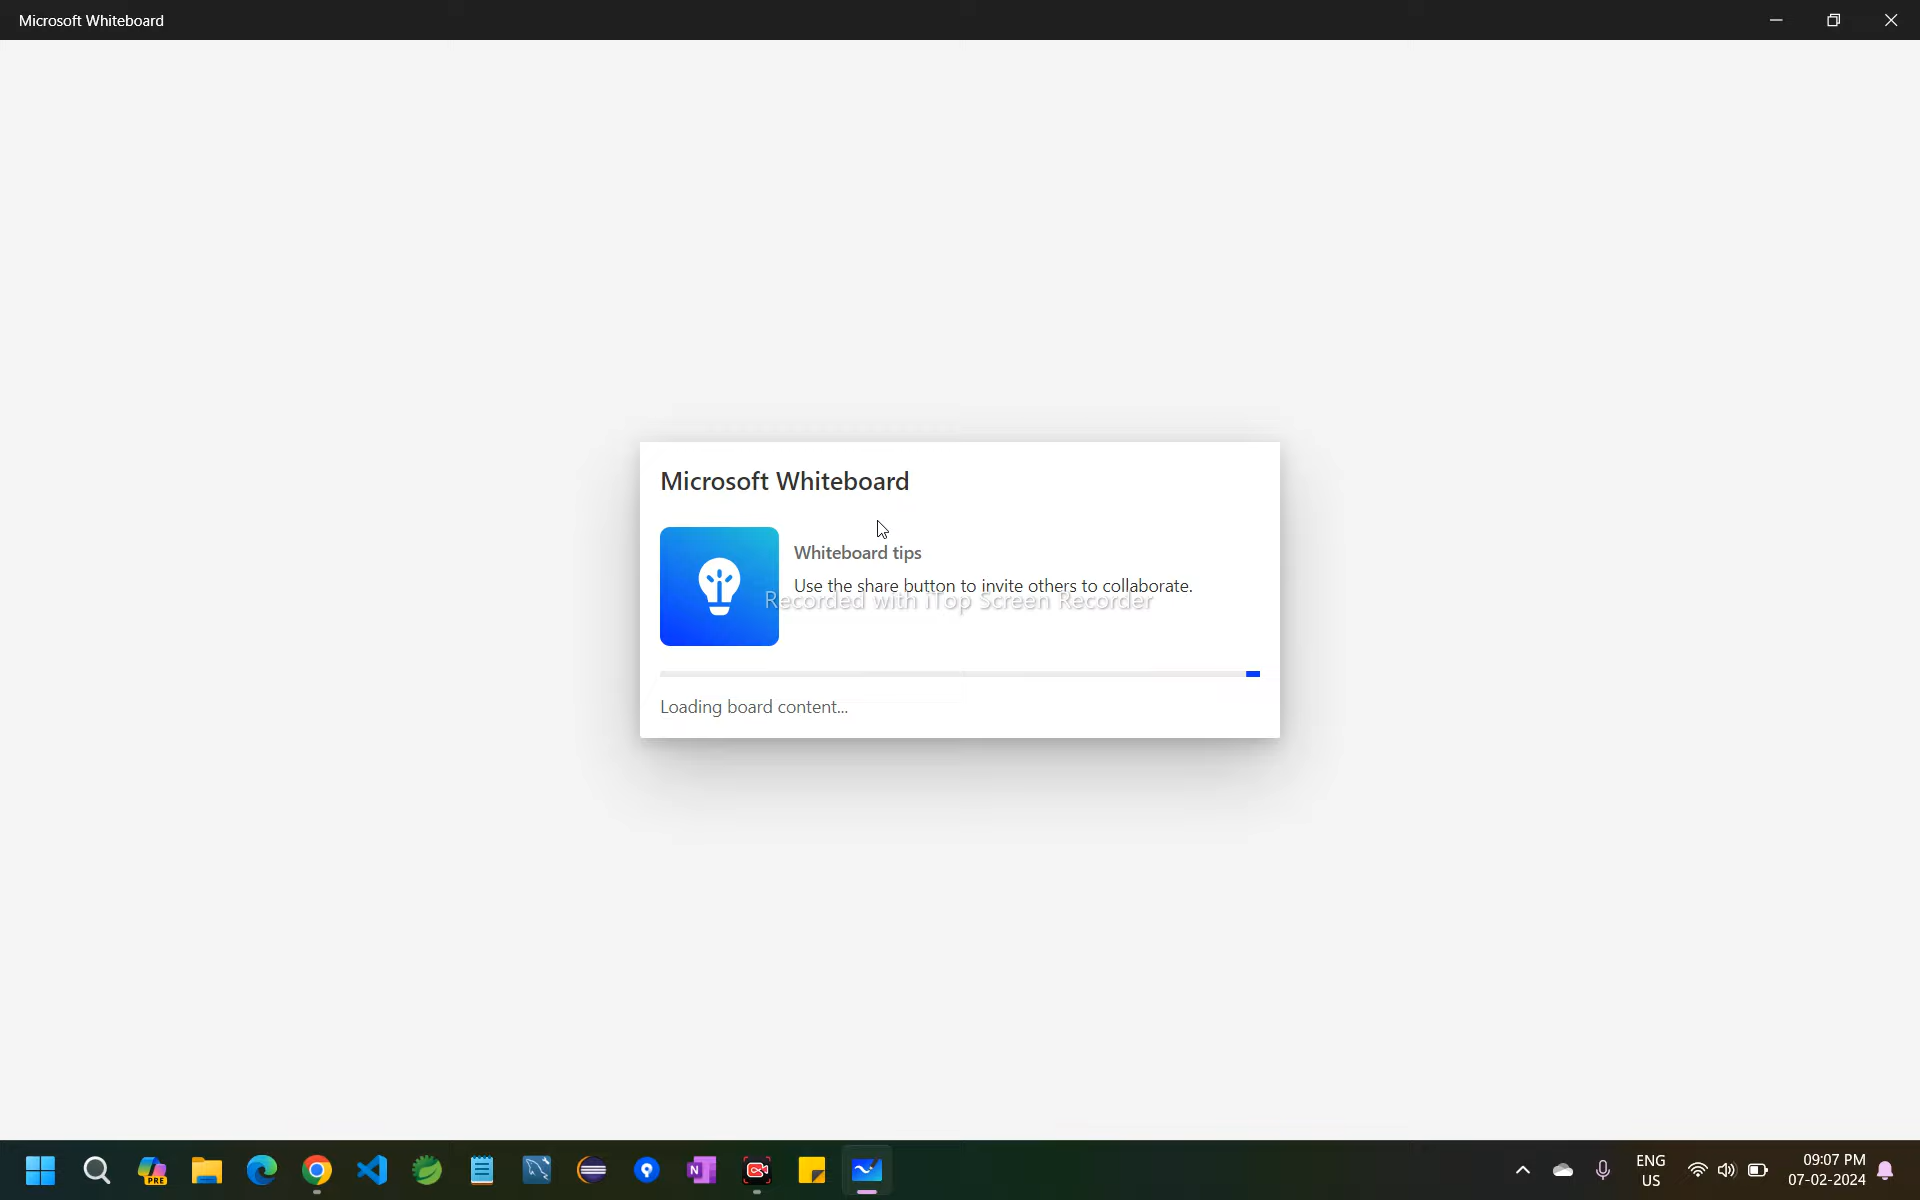 Microsoft Whiteboard
Microsoft Whiteboard
Whiteboard tips
Use the share button to invite others to collaborate.
Recorded with iTop Screen Recorder
Loading board content...
PRE
N
ENG
US
09:07 PM
07-02-2024